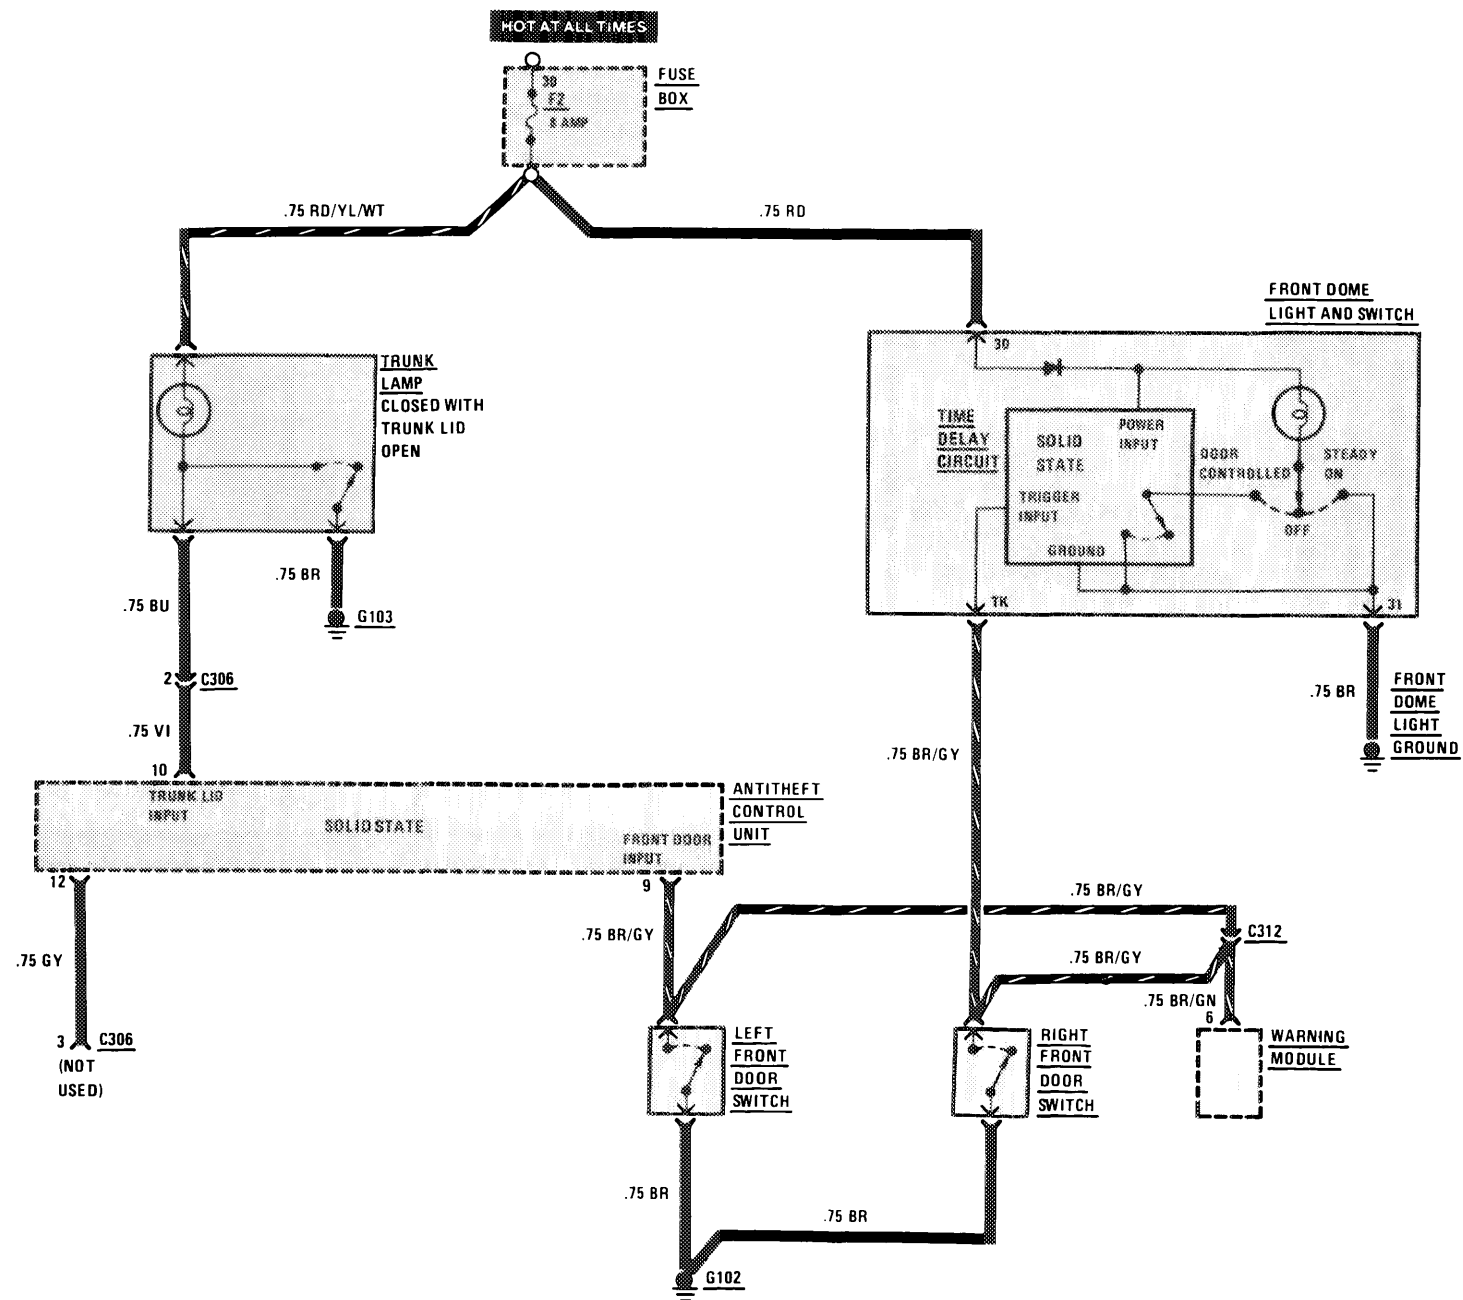 HOT AT ALL TIMES
30
F2
8 AMP
FUSE
BOX
.75 RD/YL/WT
.75 RD
FRONT DOME
LIGHT AND SWITCH
TRUNK
LAMP
CLOSED WITH
TRUNK LID
OPEN
30
TIME
DELAY
CIRCUIT
SOLID
STATE
POWER
INPUT
TRIGGER
INPUT
GROUND
DOOR
CONTROLLED
STEADY
ON
OFF
TK
31
.75 BR
G103
.75 BU
2
C306
.75 VI
10
TRUNK LID
INPUT
SOLID STATE
FRONT DOOR
INPUT
ANTITHEFT
CONTROL
UNIT
.75 BR/GY
.75 BR
FRONT
DOME
LIGHT
GROUND
12
9
.75 GY
3
C306
(NOT
USED)
.75 BR/GY
.75 BR/GY
C312
.75 BR/GY
.75 BR/GN
6
LEFT
FRONT
DOOR
SWITCH
RIGHT
FRONT
DOOR
SWITCH
WARNING
MODULE
.75 BR
.75 BR
G102